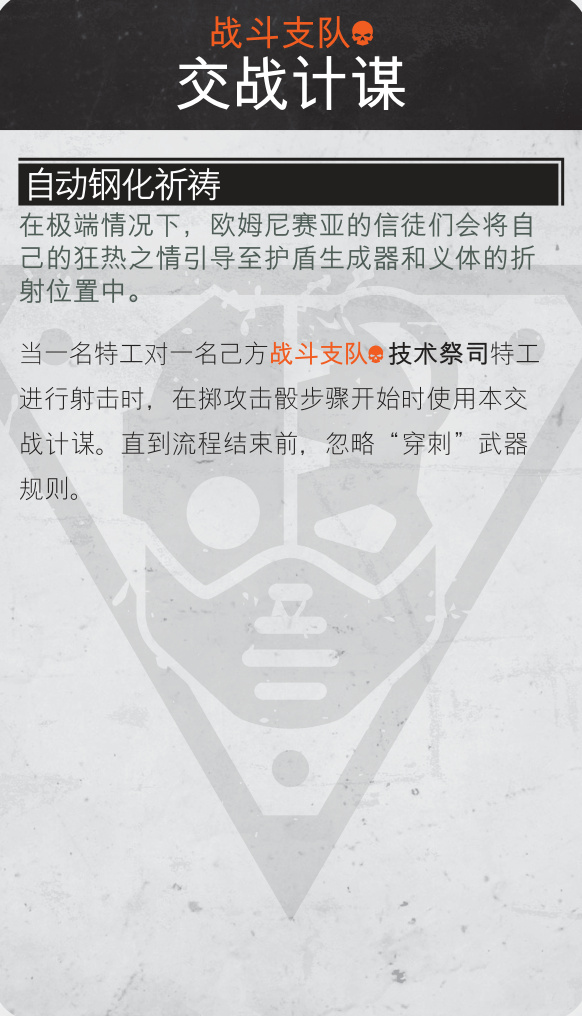 战斗支队
交战计谋
自动钢化祈祷
在极端情况下，欧姆尼赛亚的信徒们会将自
己的狂热之情引导至护盾生成器和义体的折
射位置中。
当一名特工对一名己方战斗支队技术祭司特工
进行射击时，在掷攻击骰步骤开始时使用本交
战计谋。直到流程结束前，忽略“穿刺”武器
规则。